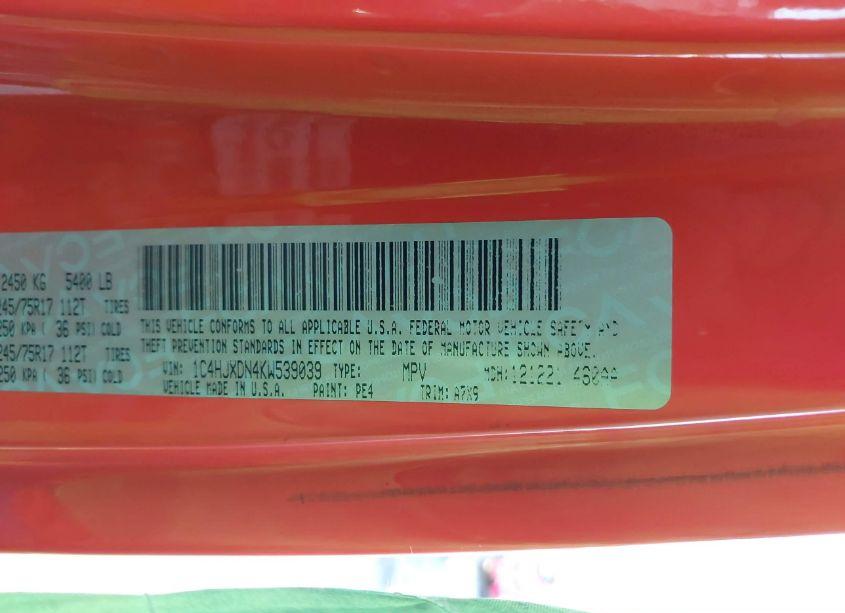 2450 KG 5400 LB
245/75R17 112T TIRES
250 KPA ( 36 PSI) COLD
245/75R17 112T TIRES
250 KPA ( 36 PSI) COLD
THIS VEHICLE CONFORMS TO ALL APPLICABLE U.S.A. FEDERAL MOTOR VEHICLE SAFETY AND
THEFT PREVENTION STANDARDS IN EFFECT ON THE DATE OF MANUFACTURE SHOWN ABOVE.
VIN: 1C4HJXDN4KW539039 TYPE: MPV MDH: 121221 460AA
VEHICLE MADE IN U.S.A. PAINT: PE4 TRIM: A7X9